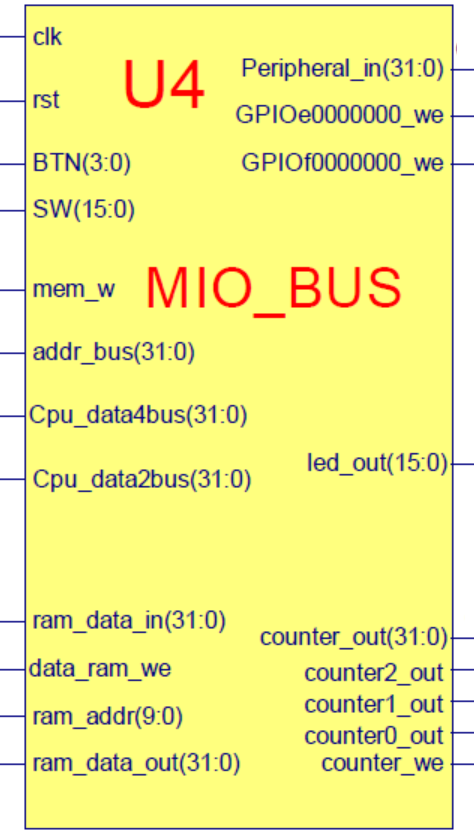 clk
U4
Peripheral_in(31:0)
rst
GPIOe0000000_we
BTN(3:0)
GPIOf0000000_we
SW(15:0)
mem_w
MIO_BUS
addr_bus(31:0)
Cpu_data4bus(31:0)
led_out(15:0)
Cpu_data2bus(31:0)
ram_data_in(31:0)
counter_out(31:0)
data_ram_we
counter2_out
ram_addr(9:0)
counter1_out
counter0_out
ram_data_out(31:0)
counter_we